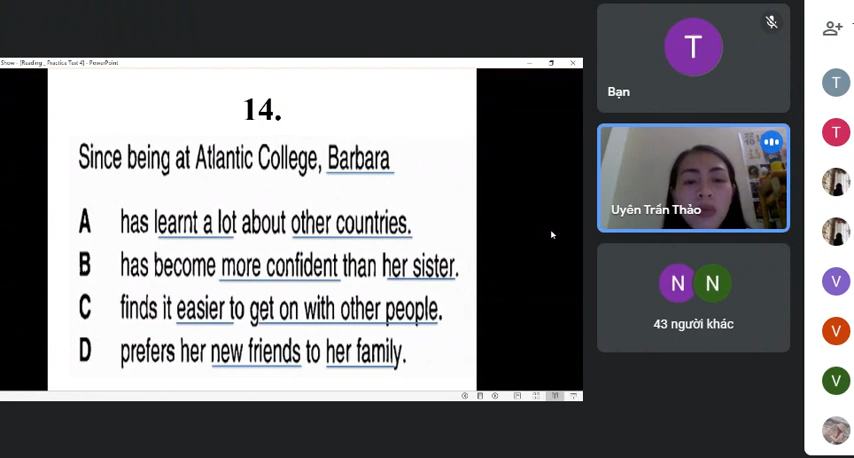 Show - [Reading _ Practice Test 4] - PowerPoint
14.
Since being at Atlantic College, Barbara
A has learnt a lot about other countries.
B has become more confident than her sister.
C finds it easier to get on with other people.
D prefers her new friends to her family.
T
Bạn
Uyên Trần Thảo
N
N
43 người khác
T
T
V
V
V